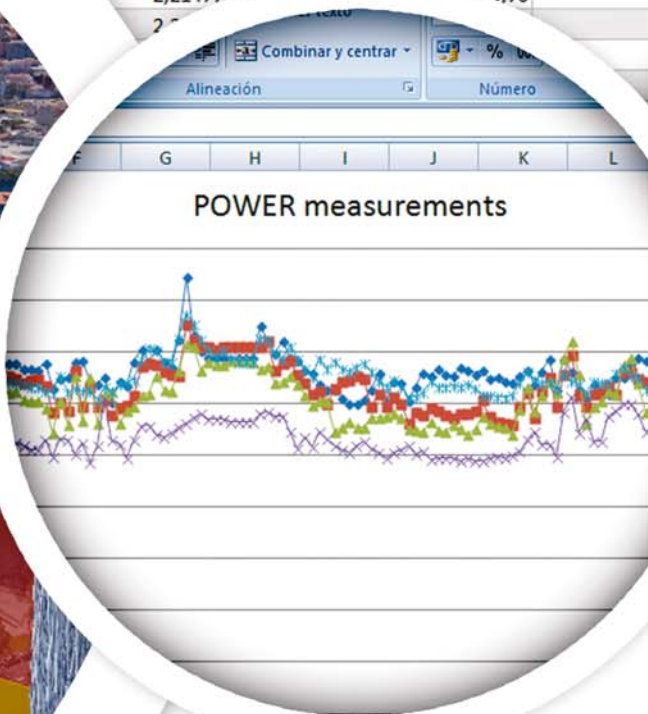 Combinar y centrar
%
Alineación Número
F G H I J K L
POWER measurements